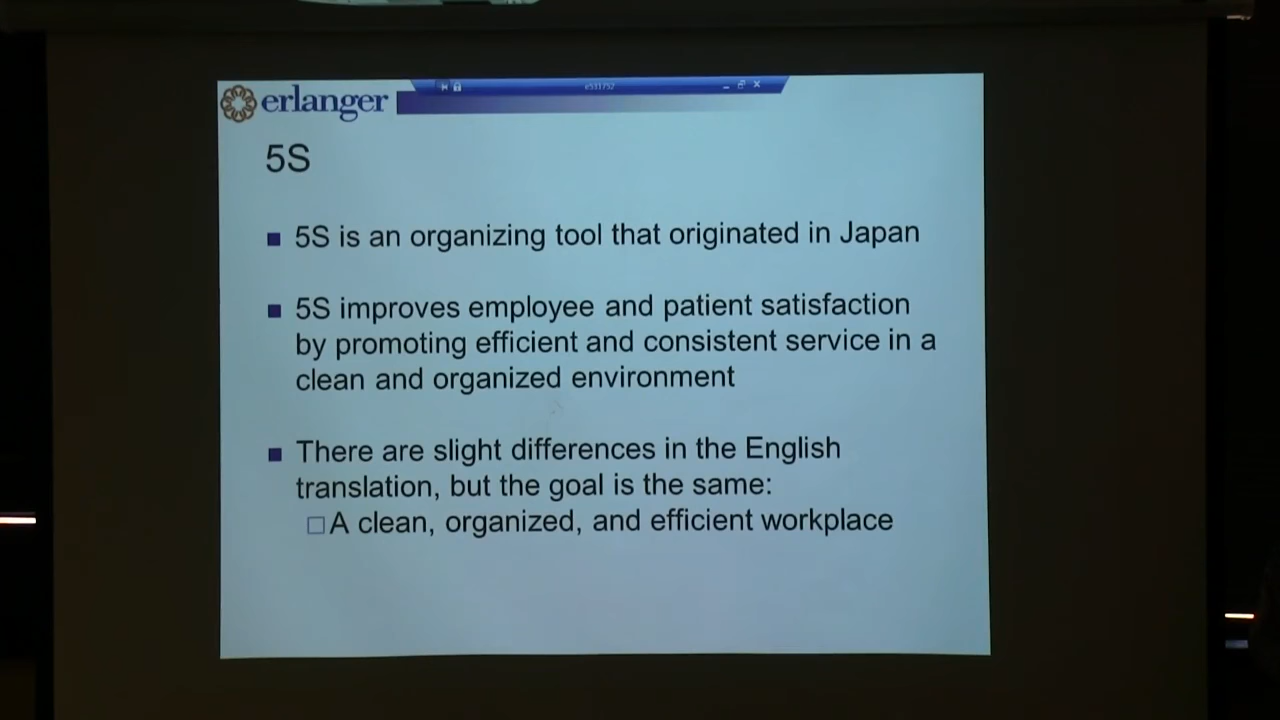 erlanger
5S
5S is an organizing tool that originated in Japan
5S improves employee and patient satisfaction
by promoting efficient and consistent service in a
clean and organized environment
There are slight differences in the English
translation, but the goal is the same:
A clean, organized, and efficient workplace